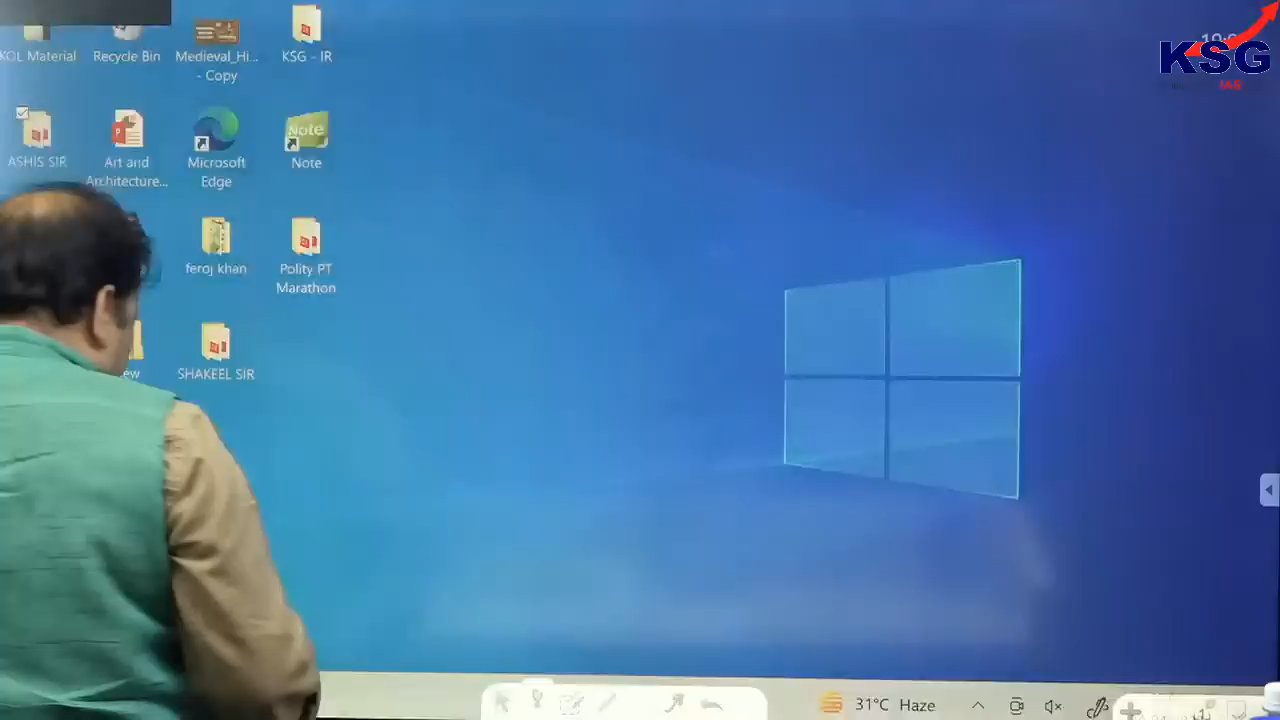 KSG
IAS
KOL Material
Recycle Bin
Medieval_Hi...
- Copy
KSG - IR
ASHIS SIR
Art and
Architecture...
Microsoft
Edge
Note
Note
feroj khan
Polity PT
Marathon
ew
SHAKEEL SIR
31°C Haze